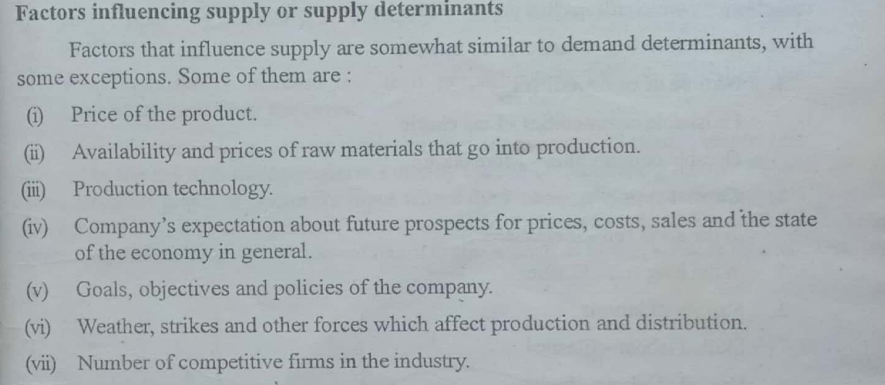 Factors influencing supply or supply determinants
Factors that influence supply are somewhat similar to demand determinants, with
some exceptions. Some of them are :
(i) Price of the product.
(ii) Availability and prices of raw materials that go into production.
(iii) Production technology.
(iv) Company's expectation about future prospects for prices, costs, sales and the state
of the economy in general.
(v) Goals, objectives and policies of the company.
(vi) Weather, strikes and other forces which affect production and distribution.
(vii) Number of competitive firms in the industry.